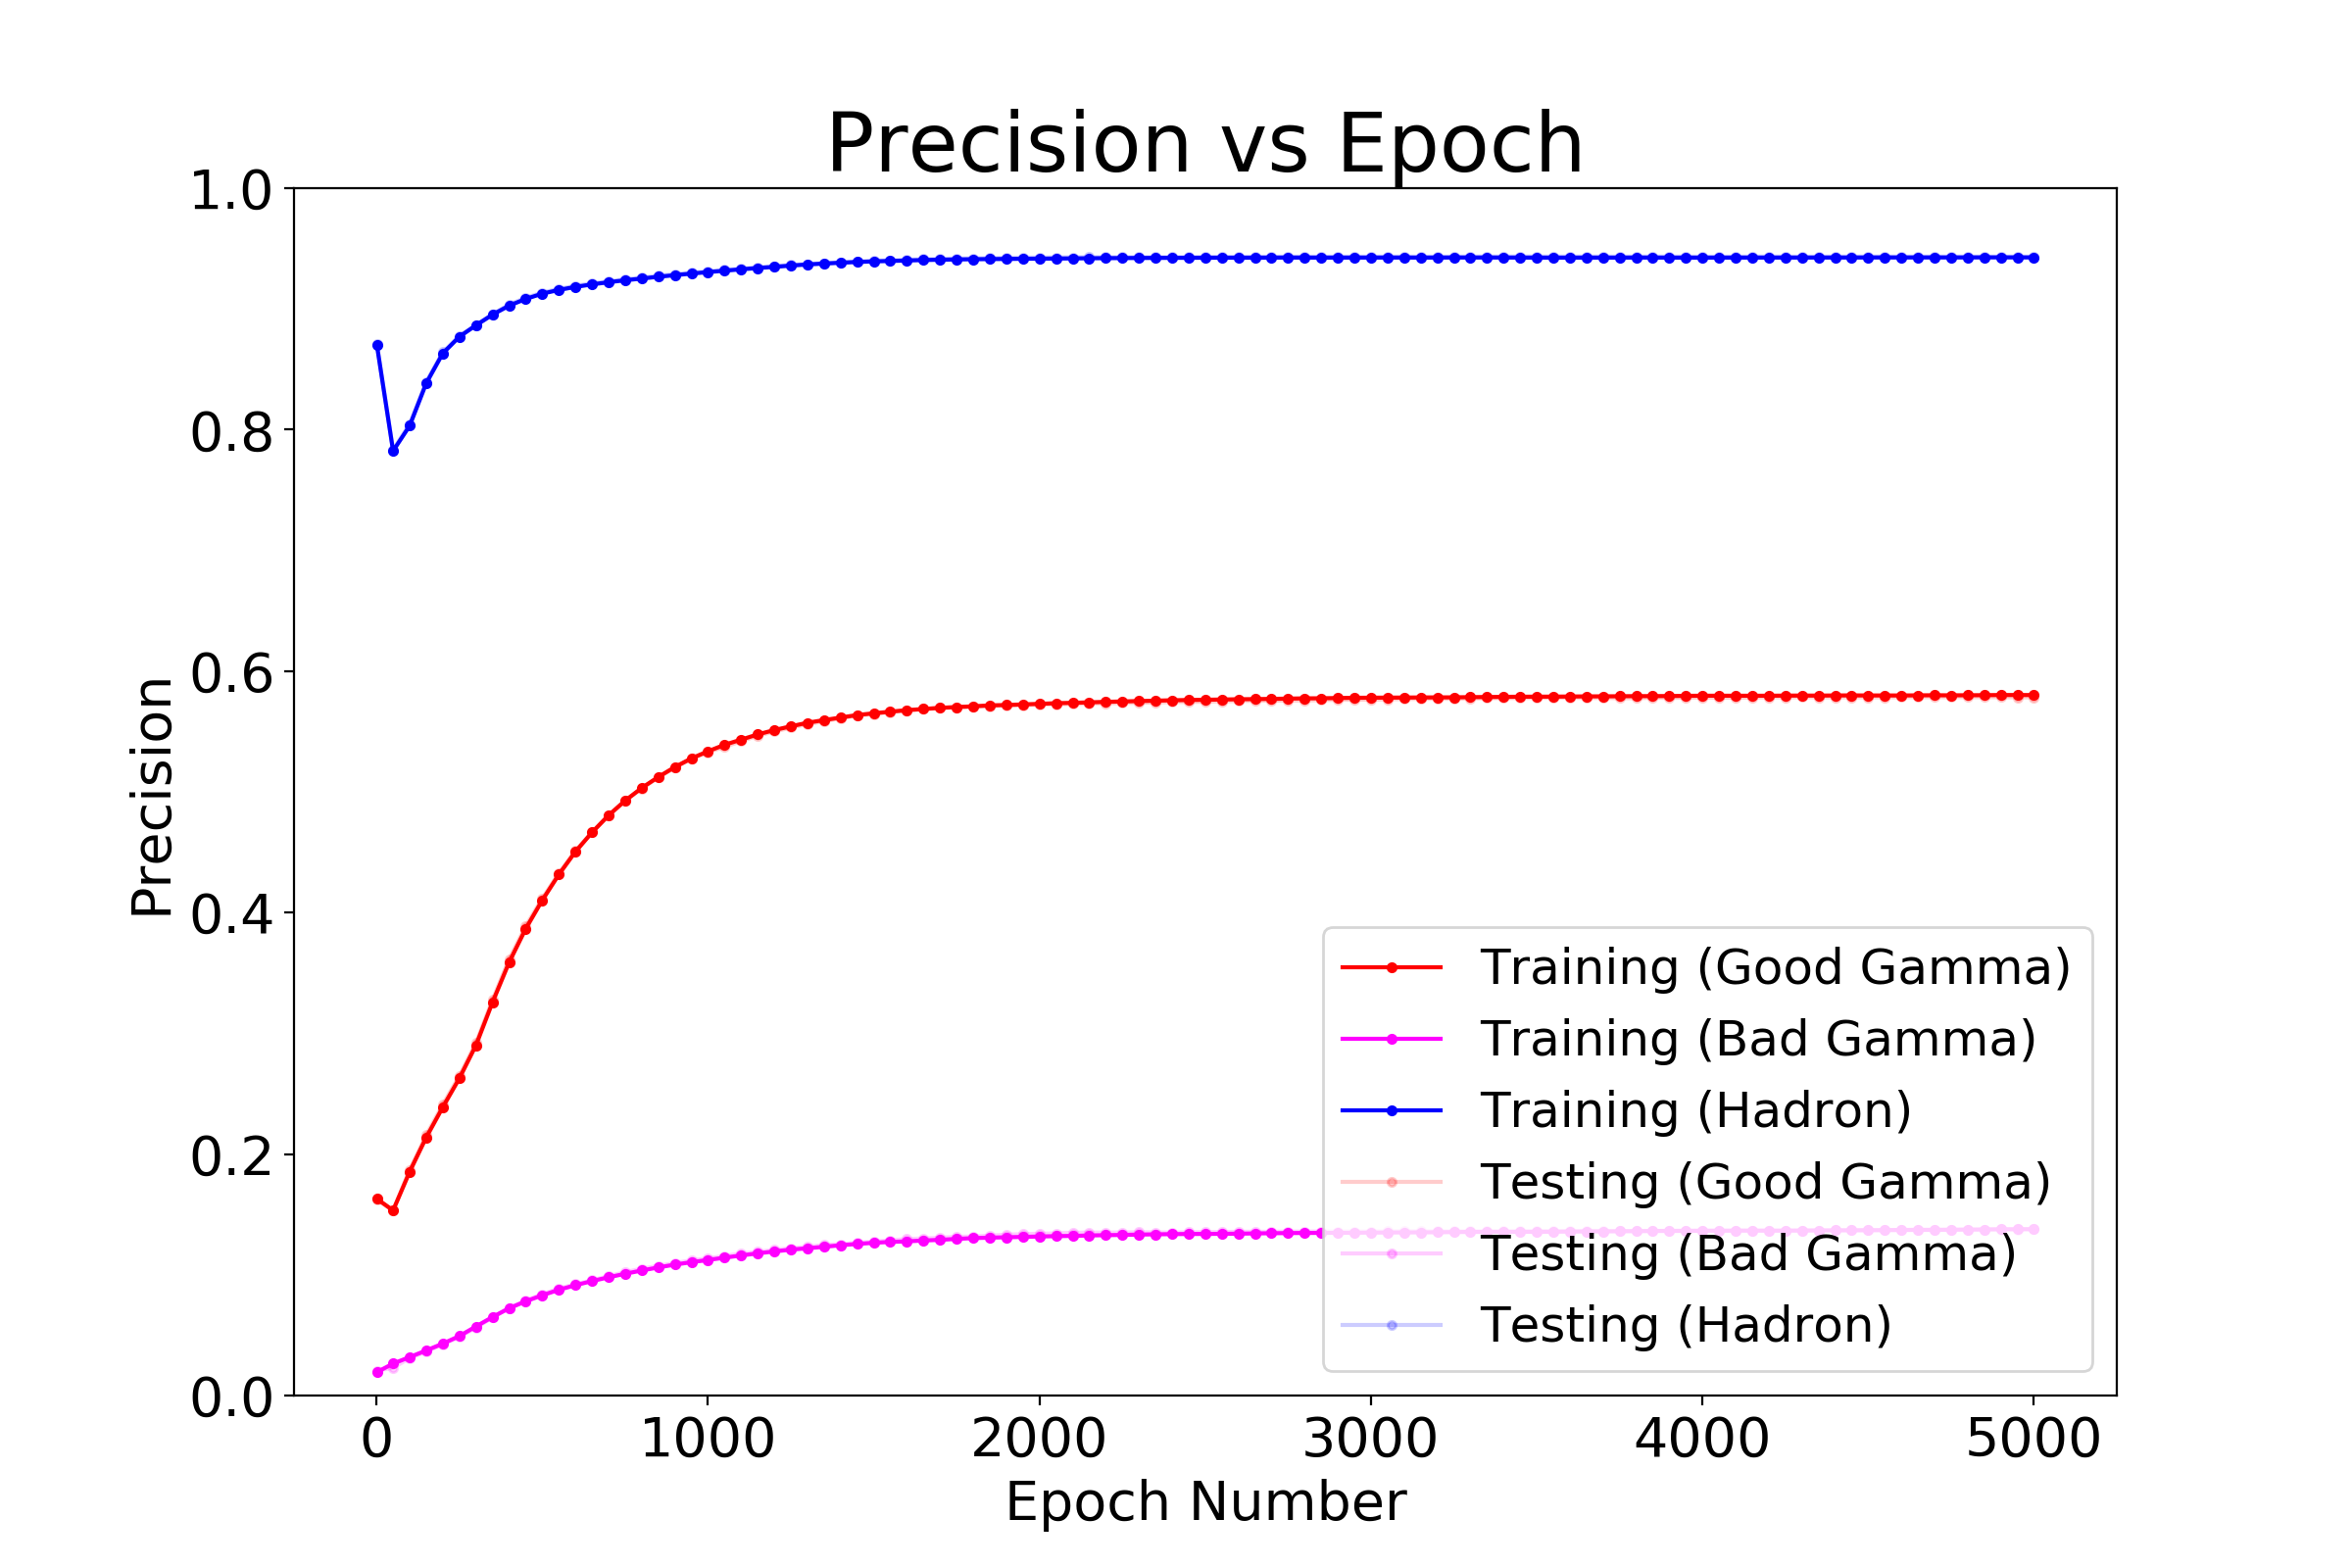 Precision vs Epoch
1.0
0.8
0.6
0.4
0.2
0.0
Precision
Training (Good Gamma)
Training (Bad Gamma)
Training (Hadron)
Testing (Good Gamma)
Testing (Bad Gamma)
Testing (Hadron)
0 1000 2000 3000 4000 5000
Epoch Number